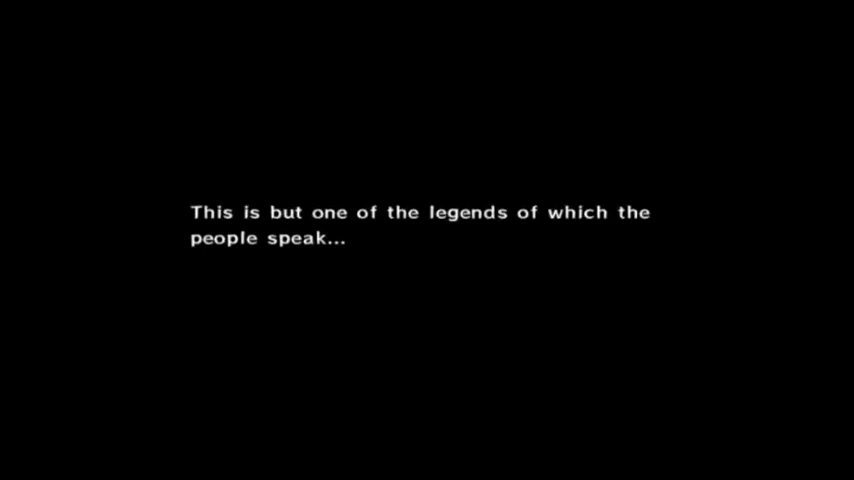 This is but one of the legends of which the
people speak...